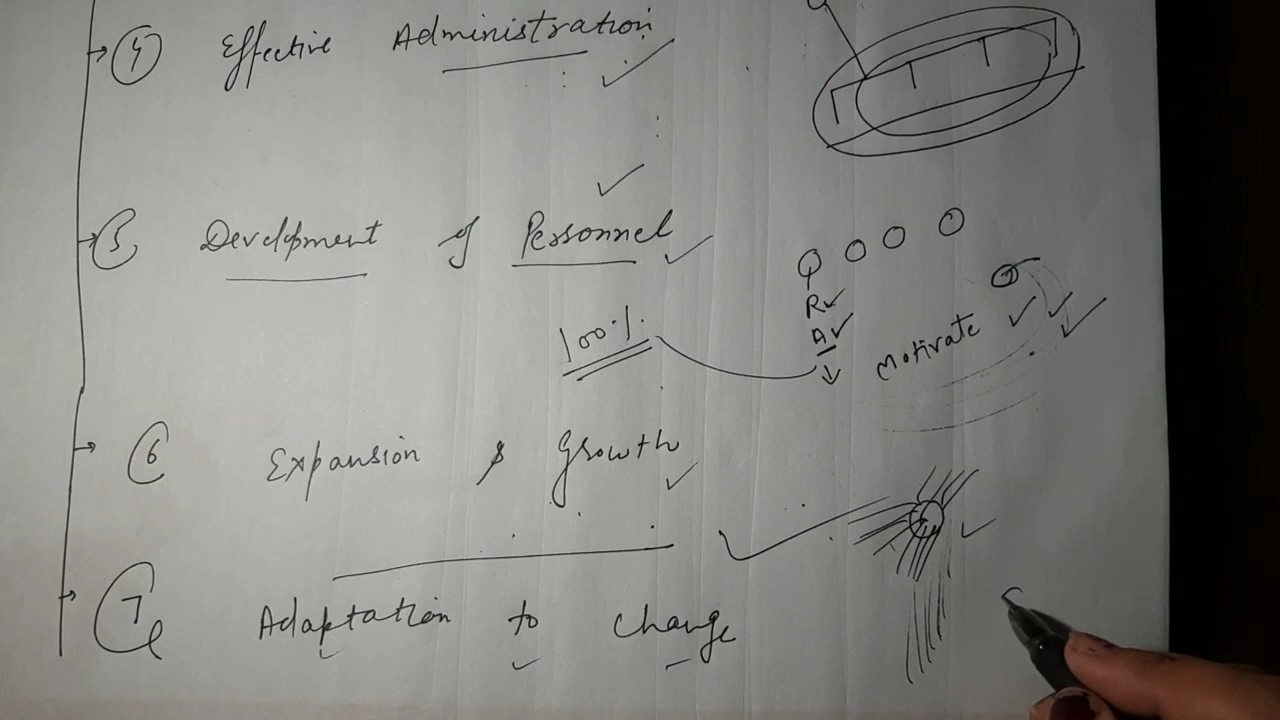 4 Effective Administration
5 Development of Personnel
R
A
Motivate
100%
6 Expansion & Growth
7 Adaptation to change